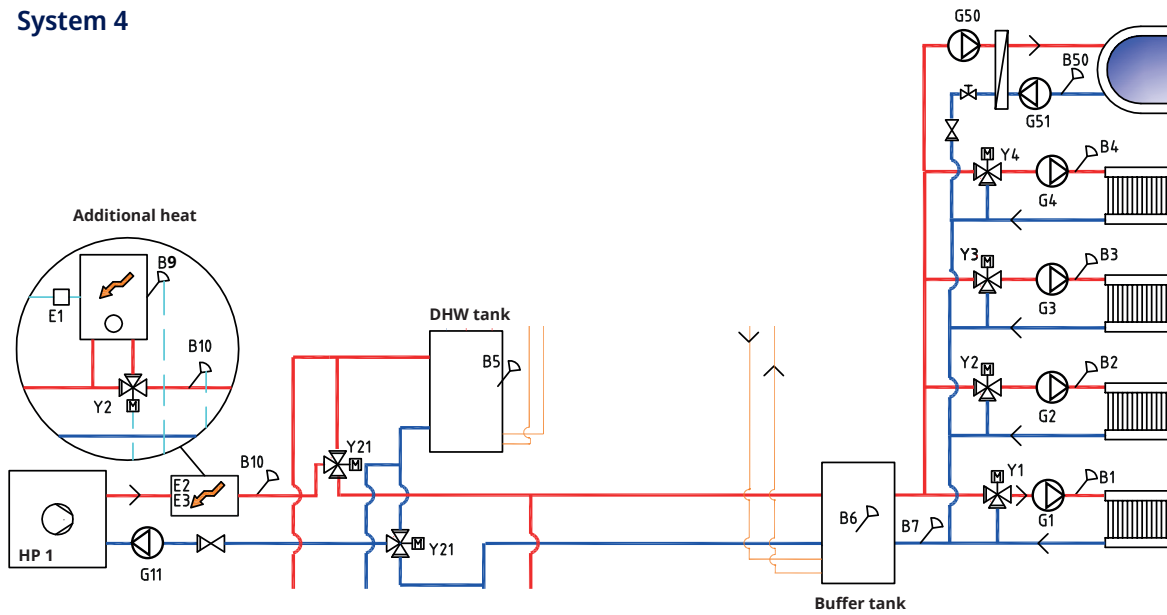 System 4
G50
B50
G51
Y4
B4
G4
Additional heat
B9
E1
B10
Y2
M
Y3
M
B3
G3
DHW tank
B5
Y2
M
B2
G2
Y21
M
B10
E2
E3
HP 1
G11
M
Y21
B6
B7
Y1
M
B1
G1
M
Buffer tank